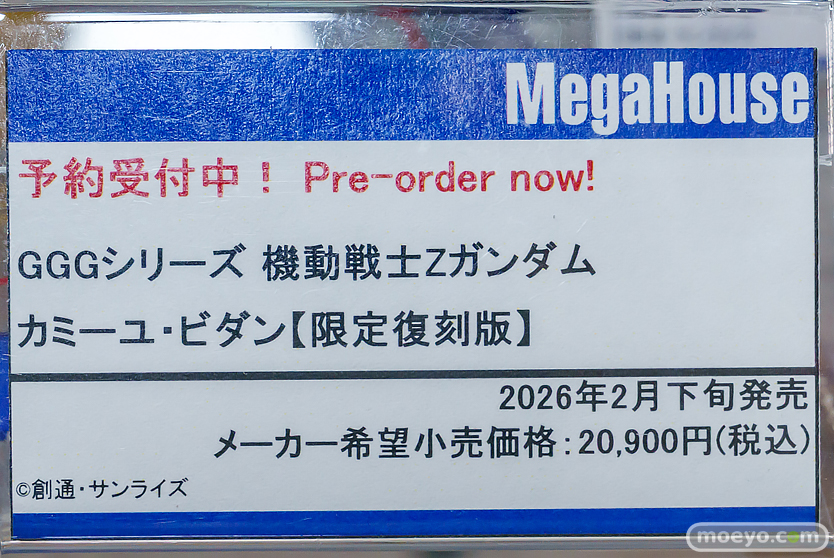 MegaHouse
予約受付中！ Pre-order now!
GGGシリーズ 機動戦士Zガンダム
カミーユ・ビダン【限定復刻版】
2026年2月下旬発売
メーカー希望小売価格：20,900円(税込)
©創通・サンライズ
moeyo.com